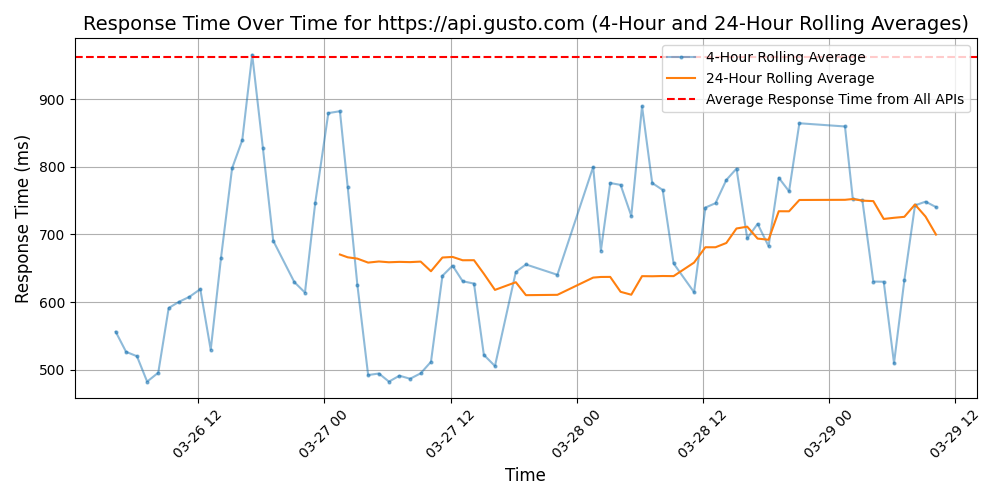 Response Time Over Time for https://api.gusto.com (4-Hour and 24-Hour Rolling Averages)
4-Hour Rolling Average
24-Hour Rolling Average
Average Response Time from All APIs
Response Time (ms)
900
800
700
600
500
03-26 12
03-27 00
03-27 12
03-28 00
03-28 12
03-29 00
03-29 12
Time